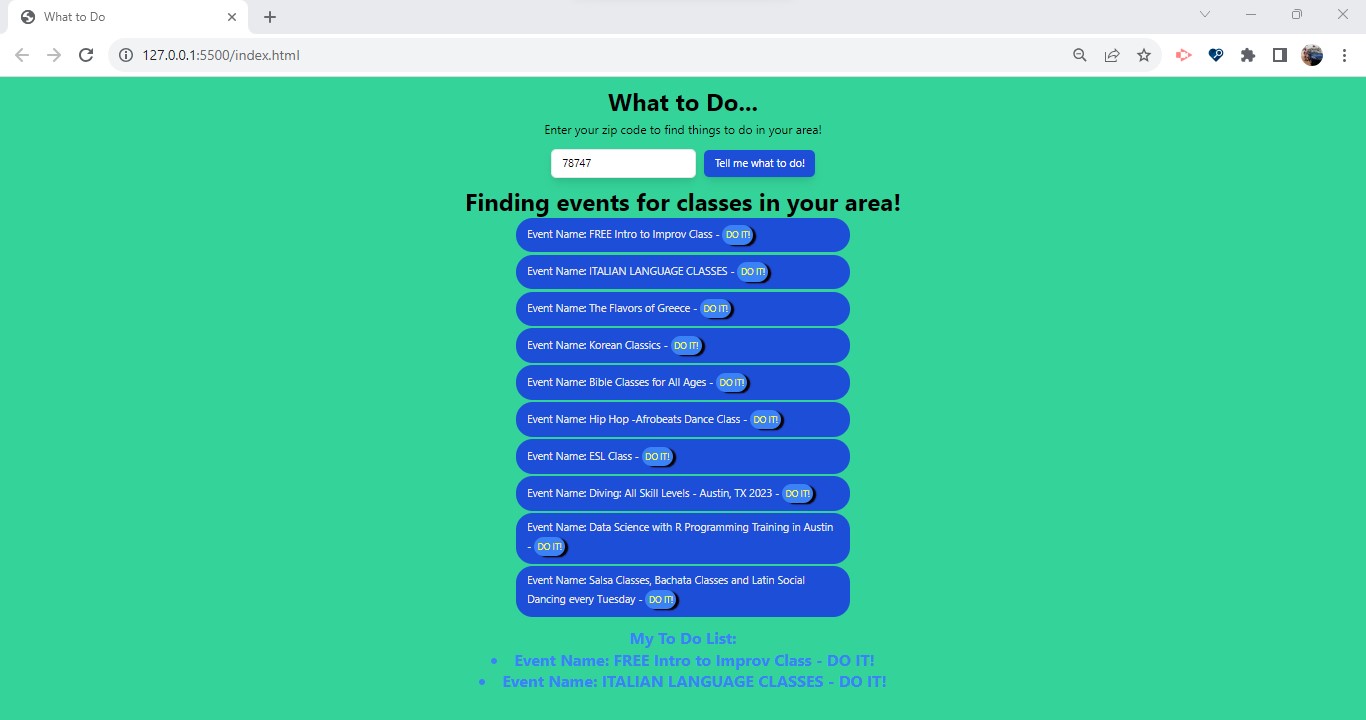 What to Do
127.0.0.1:5500/index.html
What to Do...
Enter your zip code to find things to do in your area!
78747 Tell me what to do!
Finding events for classes in your area!
Event Name: FREE Intro to Improv Class - DO IT!
Event Name: ITALIAN LANGUAGE CLASSES - DO IT!
Event Name: The Flavors of Greece - DO IT!
Event Name: Korean Classics - DO IT!
Event Name: Bible Classes for All Ages - DO IT!
Event Name: Hip Hop -Afrobeats Dance Class - DO IT!
Event Name: ESL Class - DO IT!
Event Name: Diving: All Skill Levels - Austin, TX 2023 - DO IT!
Event Name: Data Science with R Programming Training in Austin
- DO IT!
Event Name: Salsa Classes, Bachata Classes and Latin Social
Dancing every Tuesday - DO IT!
My To Do List:
• Event Name: FREE Intro to Improv Class - DO IT!
• Event Name: ITALIAN LANGUAGE CLASSES - DO IT!